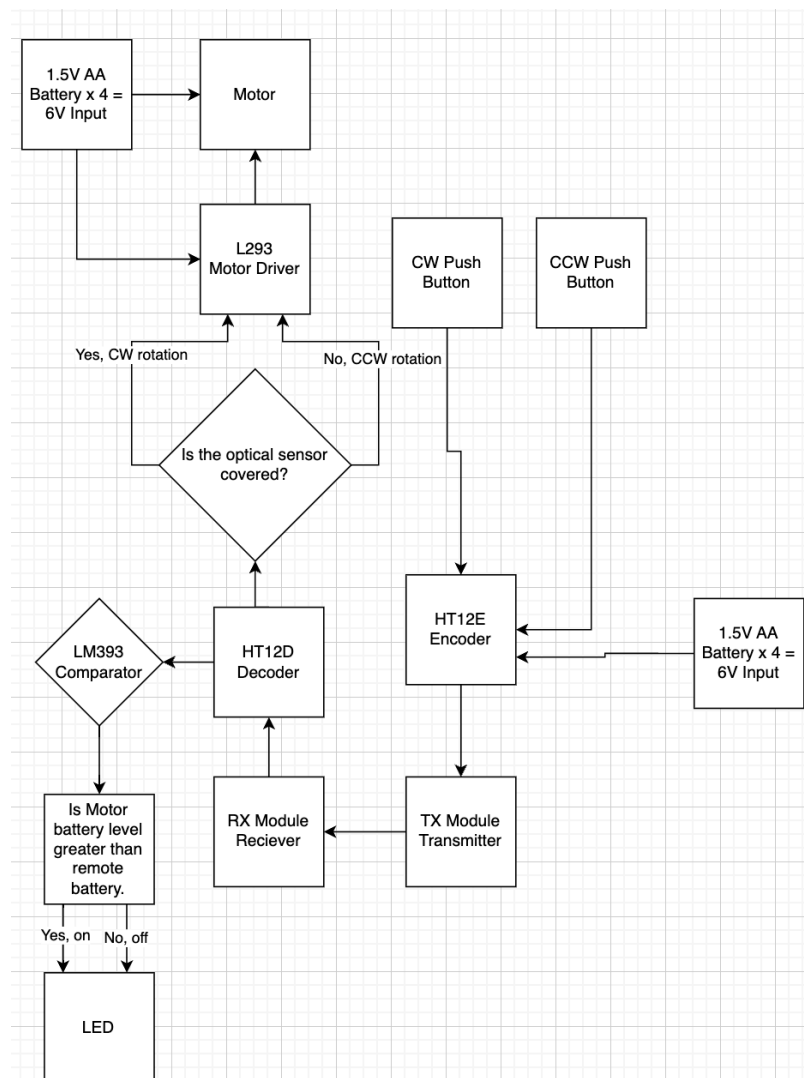 1.5V AA
Battery x 4 =
6V Input
Motor
L293
Motor Driver
CW Push
Button
CCW Push
Button
Yes, CW rotation
No, CCW rotation
Is the optical sensor
covered?
LM393
Comparator
HT12D
Decoder
HT12E
Encoder
1.5V AA
Battery x 4 =
6V Input
Is Motor
battery level
greater than
remote
battery.
RX Module
Reciever
TX Module
Transmitter
Yes, on
No, off
LED